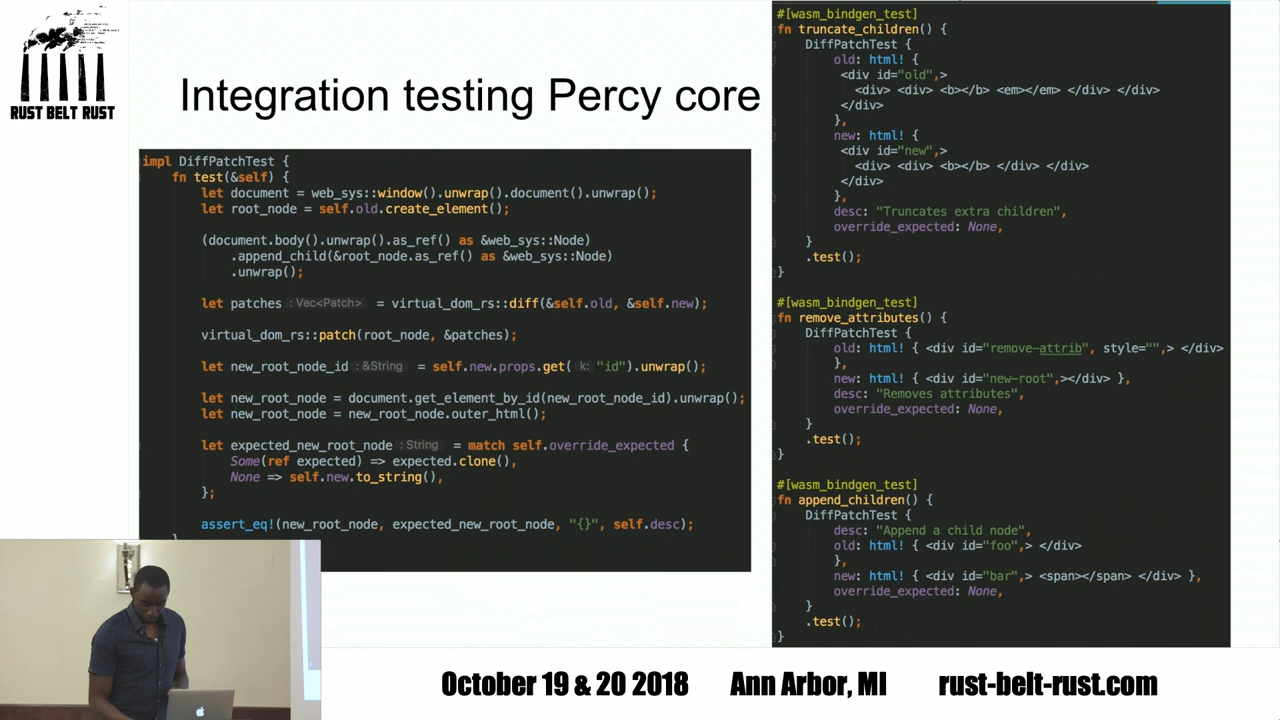 RUST BELT RUST
Integration testing Percy core
impl DiffPatchTest {
fn test(&self) {
let document = web_sys::window().unwrap().document().unwrap();
let root_node = self.old.create_element();
(document.body().unwrap().as_ref() as &web_sys::Node)
.append_child(&root_node.as_ref() as &web_sys::Node)
.unwrap();
let patches :Vec<Patch> = virtual_dom_rs::diff(&self.old, &self.new);
virtual_dom_rs::patch(root_node, &patches);
let new_root_node_id :&String = self.new.props.get( k: "id").unwrap();
let new_root_node = document.get_element_by_id(new_root_node_id).unwrap();
let new_root_node = new_root_node.outer_html();
let expected_new_root_node :String = match self.override_expected {
Some(ref expected) => expected.clone(),
None => self.new.to_string(),
};
assert_eq!(new_root_node, expected_new_root_node, "{}", self.desc);
#[wasm_bindgen_test]
fn truncate_children() {
DiffPatchTest {
old: html! {
<div id="old",>
<div> <div> <b></b> <em></em> </div> </div>
</div>
},
new: html! {
<div id="new",>
<div> <div> <b></b> </div> </div>
</div>
},
desc: "Truncates extra children",
override_expected: None,
}
.test();
}
#[wasm_bindgen_test]
fn remove_attributes() {
DiffPatchTest {
old: html! { <div id="remove-attrib", style="",> </div>
},
new: html! { <div id="new-root",></div> },
desc: "Removes attributes",
override_expected: None,
}
.test();
}
#[wasm_bindgen_test]
fn append_children() {
DiffPatchTest {
desc: "Append a child node",
old: html! { <div id="foo",> </div>
},
new: html! { <div id="bar",> <span></span> </div> },
override_expected: None,
}
.test();
}
October 19 & 20 2018 Ann Arbor, MI rust-belt-rust.com